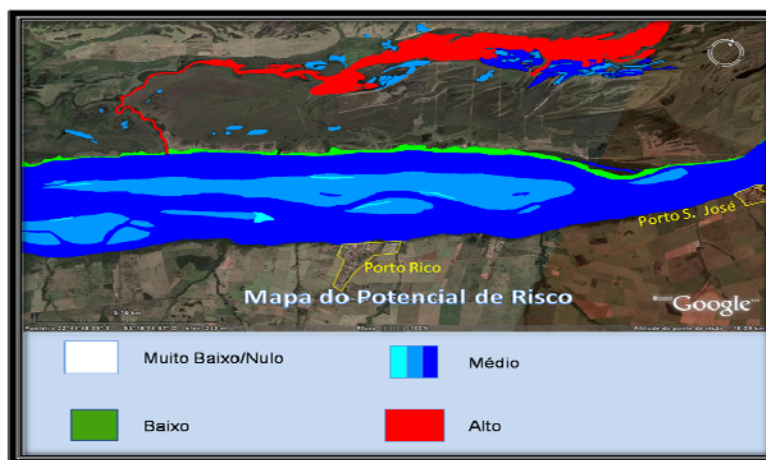 Porto S. José
Porto Rico
Mapa do Potencial de Risco
Google
Muito Baixo/Nulo
Médio
Baixo
Alto